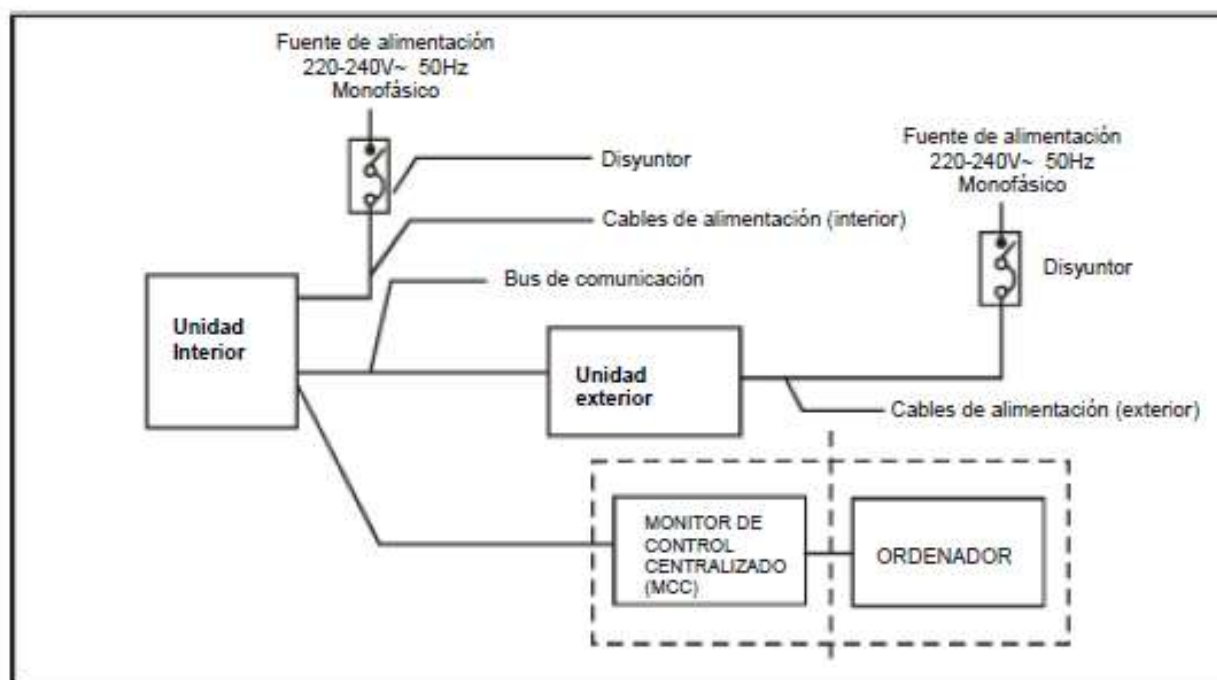 Fuente de alimentación
220-240V~ 50Hz
Monofásico
Disyuntor
Cables de alimentación (interior)
Bus de comunicación
Fuente de alimentación
220-240V~ 50Hz
Monofásico
Disyuntor
Unidad
Interior
Unidad
exterior
Cables de alimentación (exterior)
MONITOR DE
CONTROL
CENTRALIZADO
(MCC)
ORDENADOR